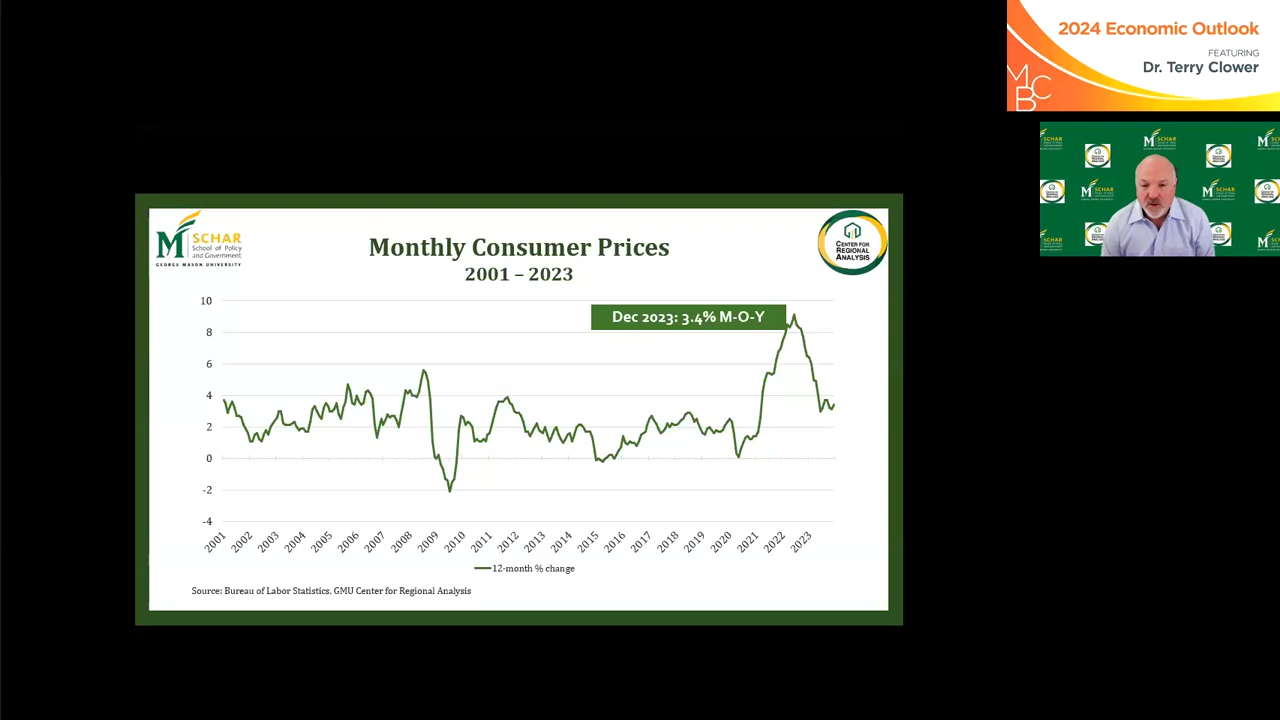 2024 Economic Outlook
FEATURING
Dr. Terry Clower
MCB
M SCHAR
School of Policy
and Government
GEORGE MASON UNIVERSITY
Monthly Consumer Prices
2001 – 2023
CENTER FOR
REGIONAL
ANALYSIS
Dec 2023: 3.4% M-O-Y
10
8
6
4
2
0
-2
-4
2001 2002 2003 2004 2005 2006 2007 2008 2009 2010 2011 2012 2013 2014 2015 2016 2017 2018 2019 2020 2021 2022 2023
12-month % change
Source: Bureau of Labor Statistics. GMU Center for Regional Analysis